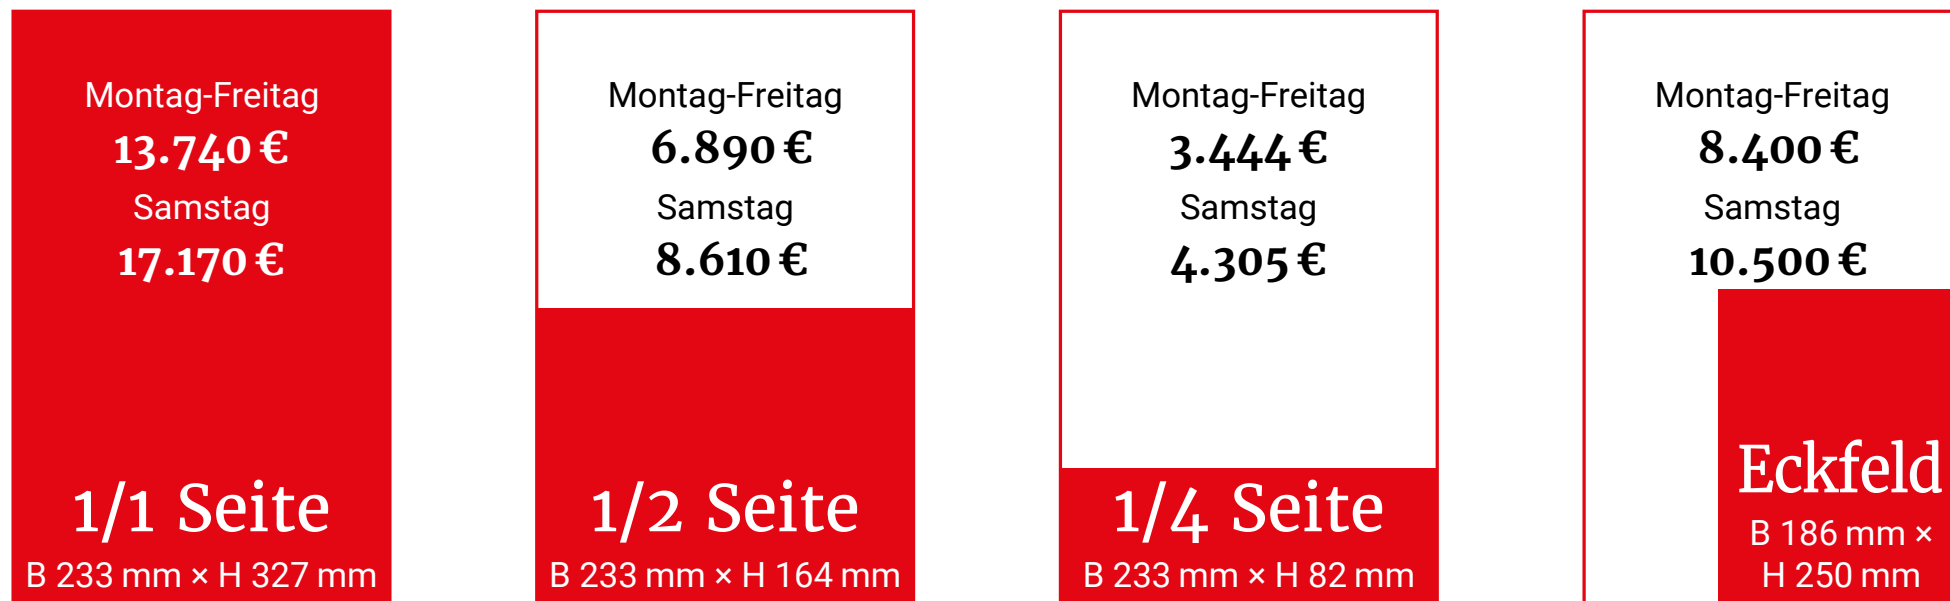 Montag-Freitag
13.740 €
Samstag
17.170 €
1/1 Seite
B 233 mm × H 327 mm
Montag-Freitag
6.890 €
Samstag
8.610 €
1/2 Seite
B 233 mm × H 164 mm
Montag-Freitag
3.444 €
Samstag
4.305 €
1/4 Seite
B 233 mm × H 82 mm
Montag-Freitag
8.400 €
Samstag
10.500 €
Eckfeld
B 186 mm ×
H 250 mm